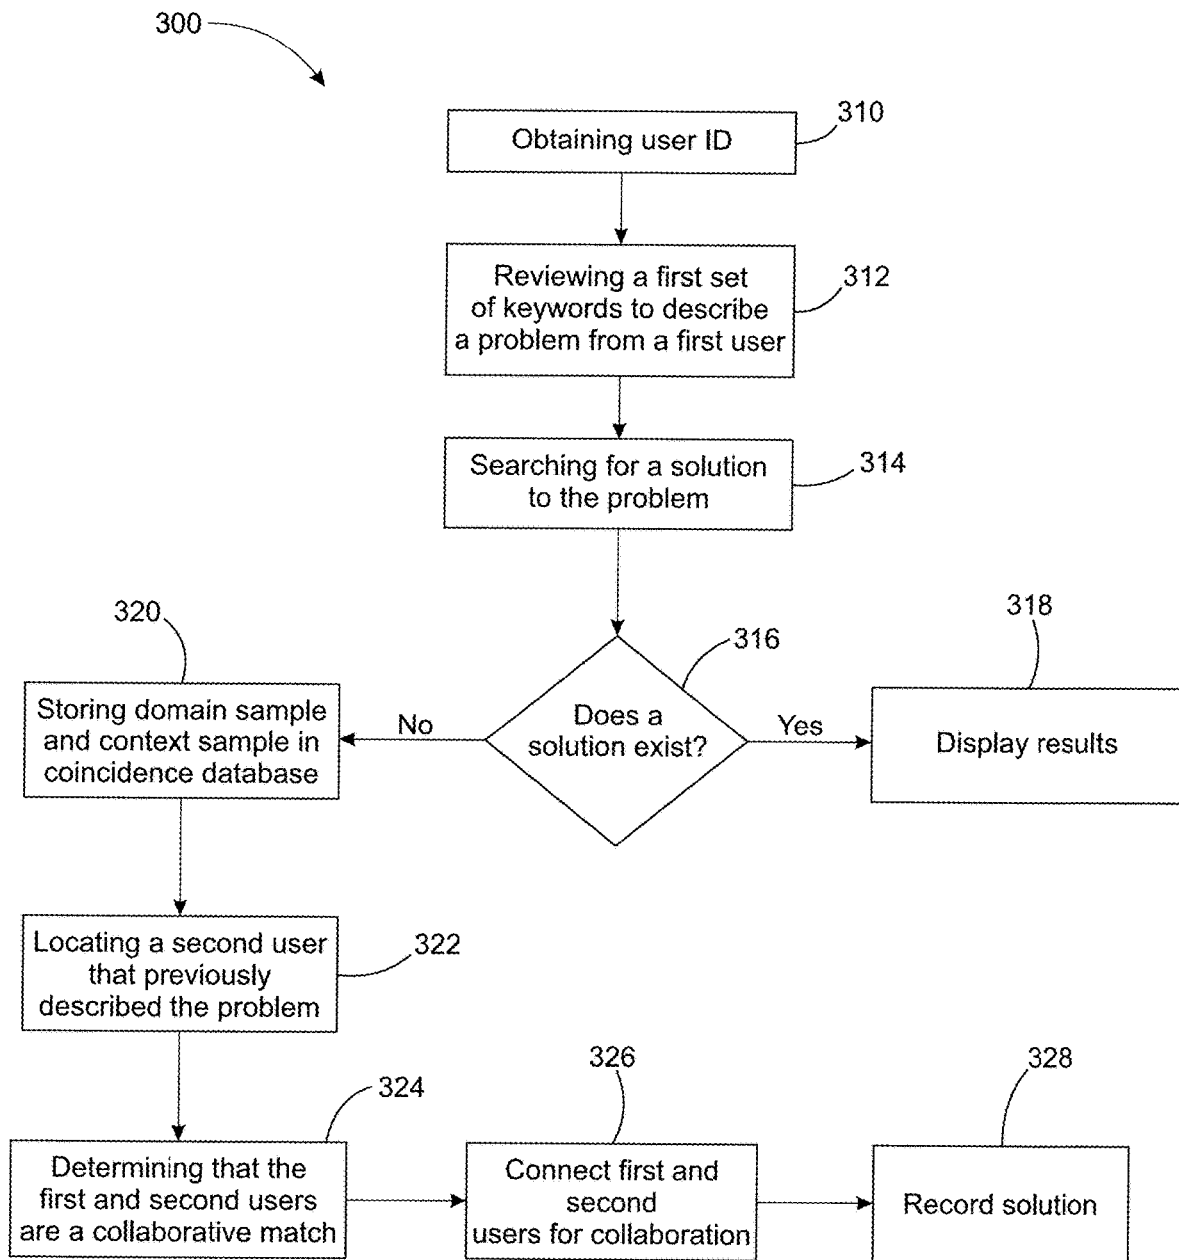 300
310
Obtaining user ID
Reviewing a first set
of keywords to describe
a problem from a first user
312
Searching for a solution
to the problem
314
316
Does a
solution exist?
No
Yes
318
Display results
320
Storing domain sample
and context sample in
coincidence database
Locating a second user
that previously
described the problem
322
324
Determining that the
first and second users
are a collaborative match
326
Connect first and
second
users for collaboration
328
Record solution